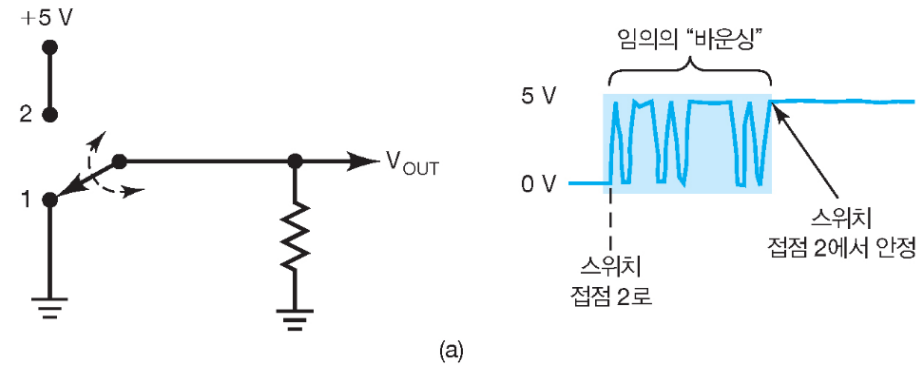 +5 V
2
1
V_OUT
임의의 “바운싱”
5 V
0 V
스위치
접점 2로
스위치
접점 2에서 안정
(a)